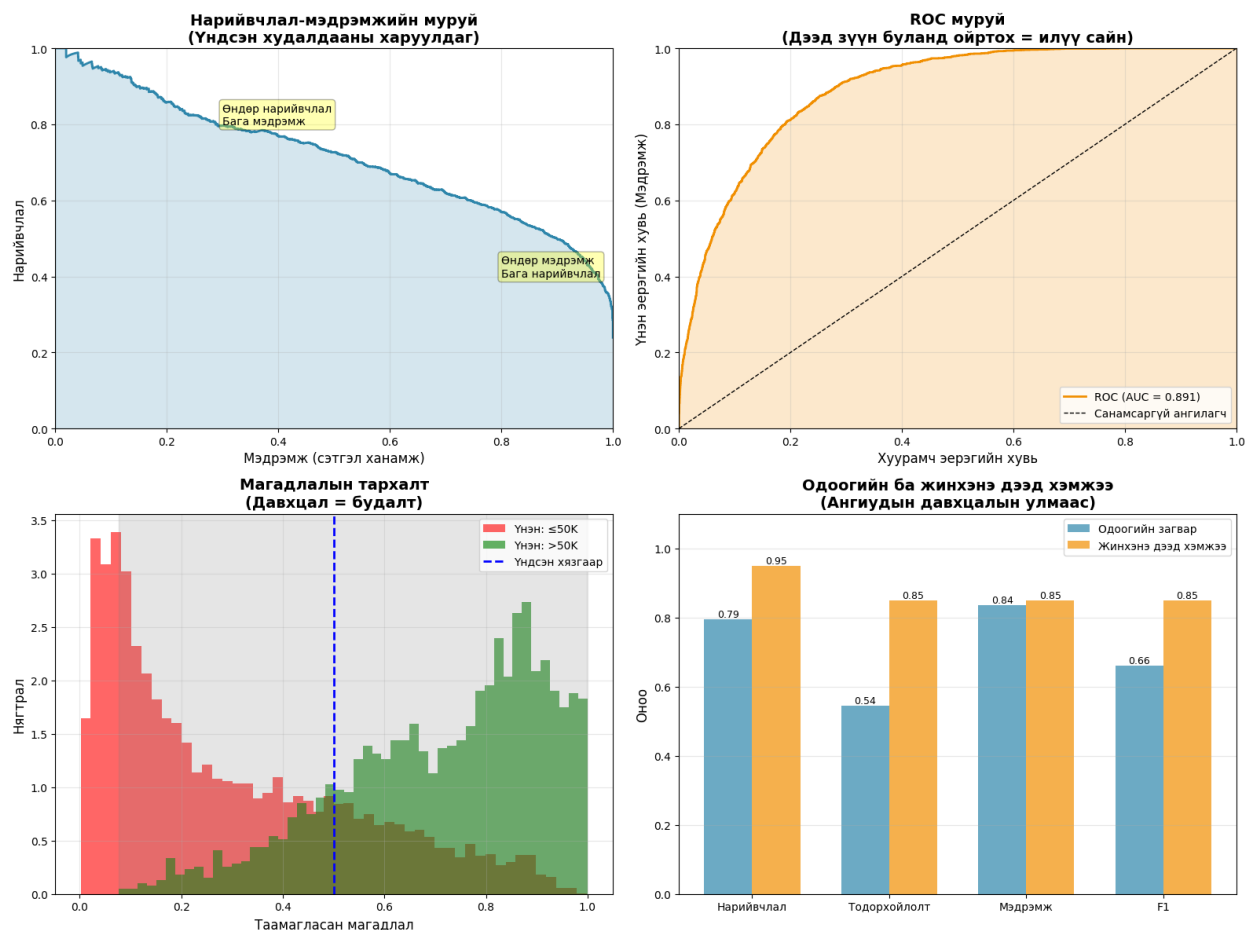 Нарийвчлал-мэдрэмжийн муруй
(Үндсэн худалдааны харуулдаг)
Нарийвчлал
1.0
0.8
0.6
0.4
0.2
0.0
Өндөр нарийвчлал
Бага мэдрэмж
Өндөр мэдрэмж
Бага нарийвчлал
0.0 0.2 0.4 0.6 0.8 1.0
Мэдрэмж (сэтгэл ханамж)
ROC муруй
(Дээд зүүн буланд ойртох = илүү сайн)
Үнэн эерэгийн хувь (Мэдрэмж)
1.0
0.8
0.6
0.4
0.2
0.0
ROC (AUC = 0.891)
Санамсаргүй ангилагч
0.0 0.2 0.4 0.6 0.8 1.0
Хуурамч эерэгийн хувь
Магадлалын тархалт
(Давхцал = будалт)
Нягтрал
3.5
3.0
2.5
2.0
1.5
1.0
0.5
0.0
Үнэн: ≤50K
Үнэн: >50K
Үндсэн хязгаар
0.0 0.2 0.4 0.6 0.8 1.0
Таамагласан магадлал
Одоогийн ба жинхэнэ дээд хэмжээ
(Ангиудын давхцалын улмаас)
Оноо
1.0
0.8
0.6
0.4
0.2
0.0
Одоогийн загвар
Жинхэнэ дээд хэмжээ
0.79 0.95 0.54 0.85 0.84 0.85 0.66 0.85
Нарийвчлал Тодорхойлолт Мэдрэмж F1